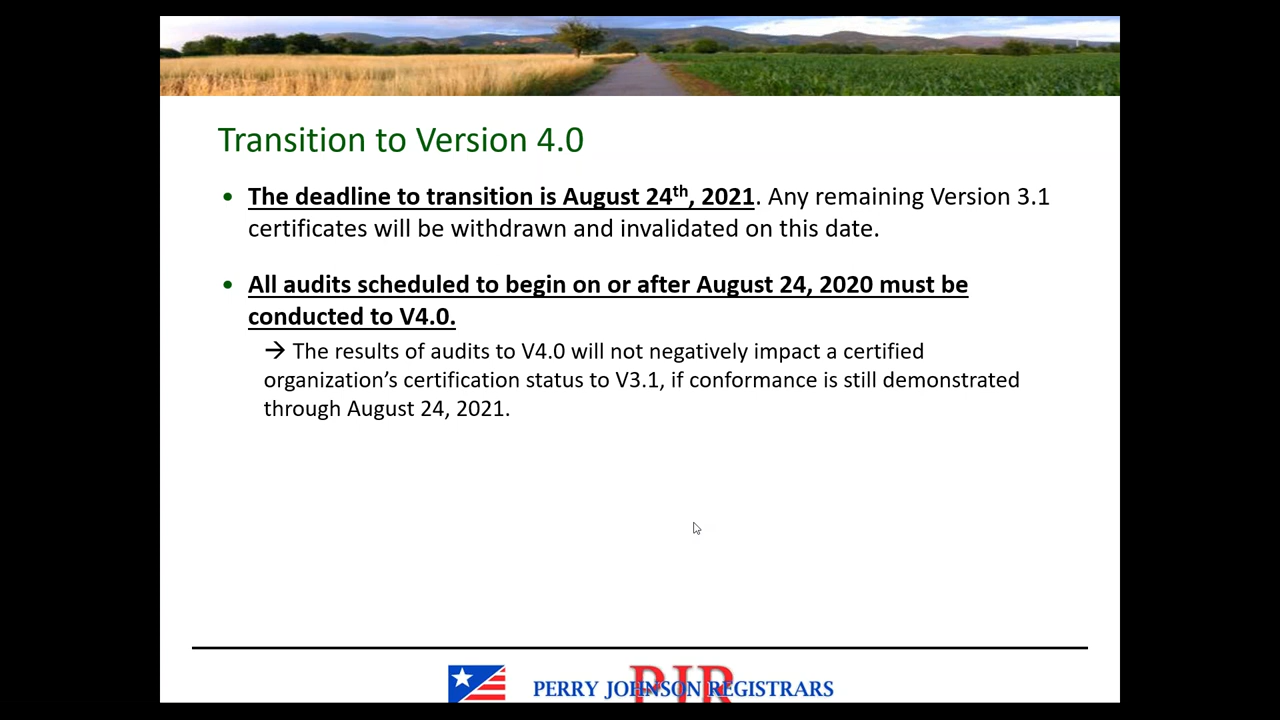 Transition to Version 4.0
• The deadline to transition is August 24th, 2021. Any remaining Version 3.1
certificates will be withdrawn and invalidated on this date.
• All audits scheduled to begin on or after August 24, 2020 must be
conducted to V4.0.
→ The results of audits to V4.0 will not negatively impact a certified
organization’s certification status to V3.1, if conformance is still demonstrated
through August 24, 2021.
PJR
PERRY JOHNSON REGISTRARS